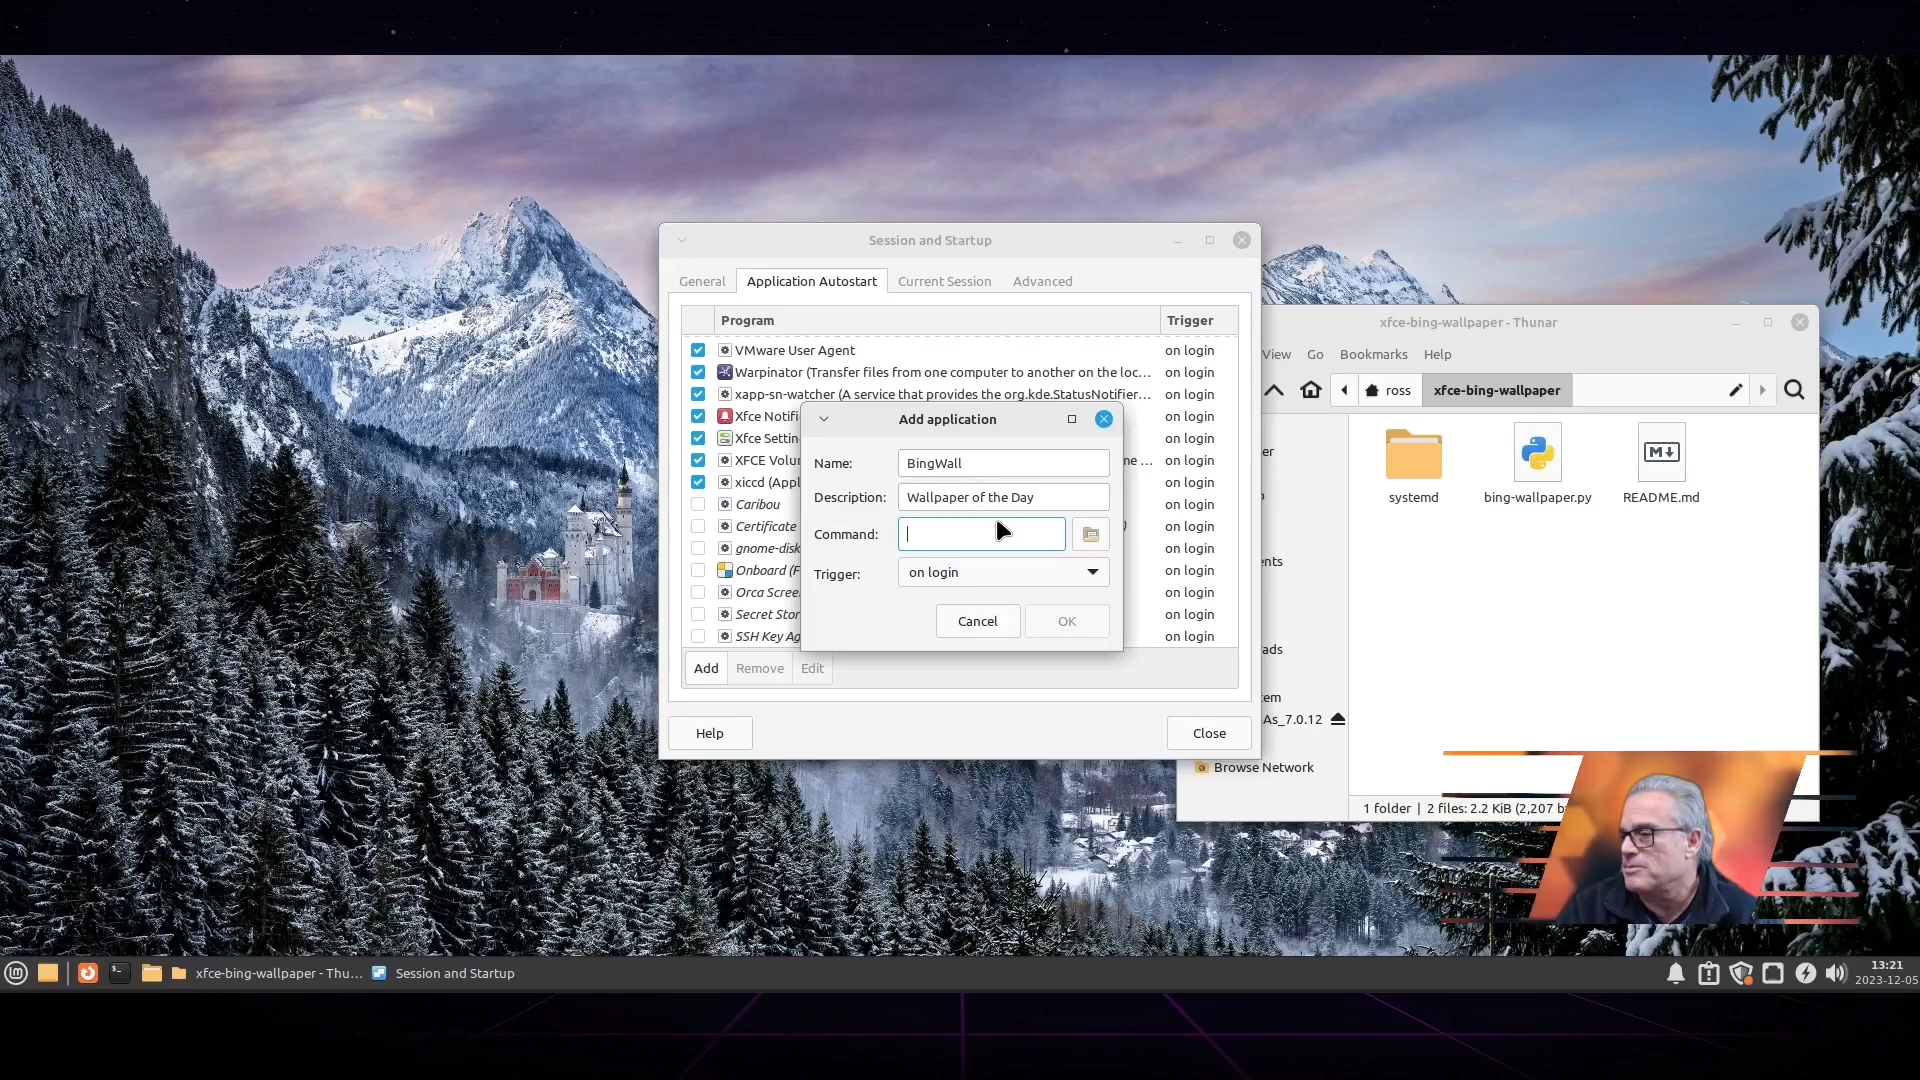 Session and Startup
General
Application Autostart
Current Session
Advanced
Program
Trigger
VMware User Agent
on login
Warpinator (Transfer files from one computer to another on the loc...
on login
xapp-sn-watcher (A service that provides the org.kde.StatusNotifier...
on login
Xfce Notifi
on login
Xfce Settin
on login
XFCE Volu
me ...
on login
xiccd (Appl
on login
Caribou
on login
Certificate
)
on login
gnome-disk
on login
Onboard (F
on login
Orca Scree
on login
Secret Stor
on login
SSH Key Ag
on login
Add
Remove
Edit
Help
Close
Add application
Name:
BingWall
Description:
Wallpaper of the Day
Command:
Trigger:
on login
Cancel
OK
xfce-bing-wallpaper - Thunar
View
Go
Bookmarks
Help
ross
xfce-bing-wallpaper
er
ents
ads
em
As_7.0.12
Browse Network
systemd
bing-wallpaper.py
README.md
1 folder | 2 files: 2.2 KiB (2,207 b
xfce-bing-wallpaper - Thu...
Session and Startup
13:21
2023-12-05